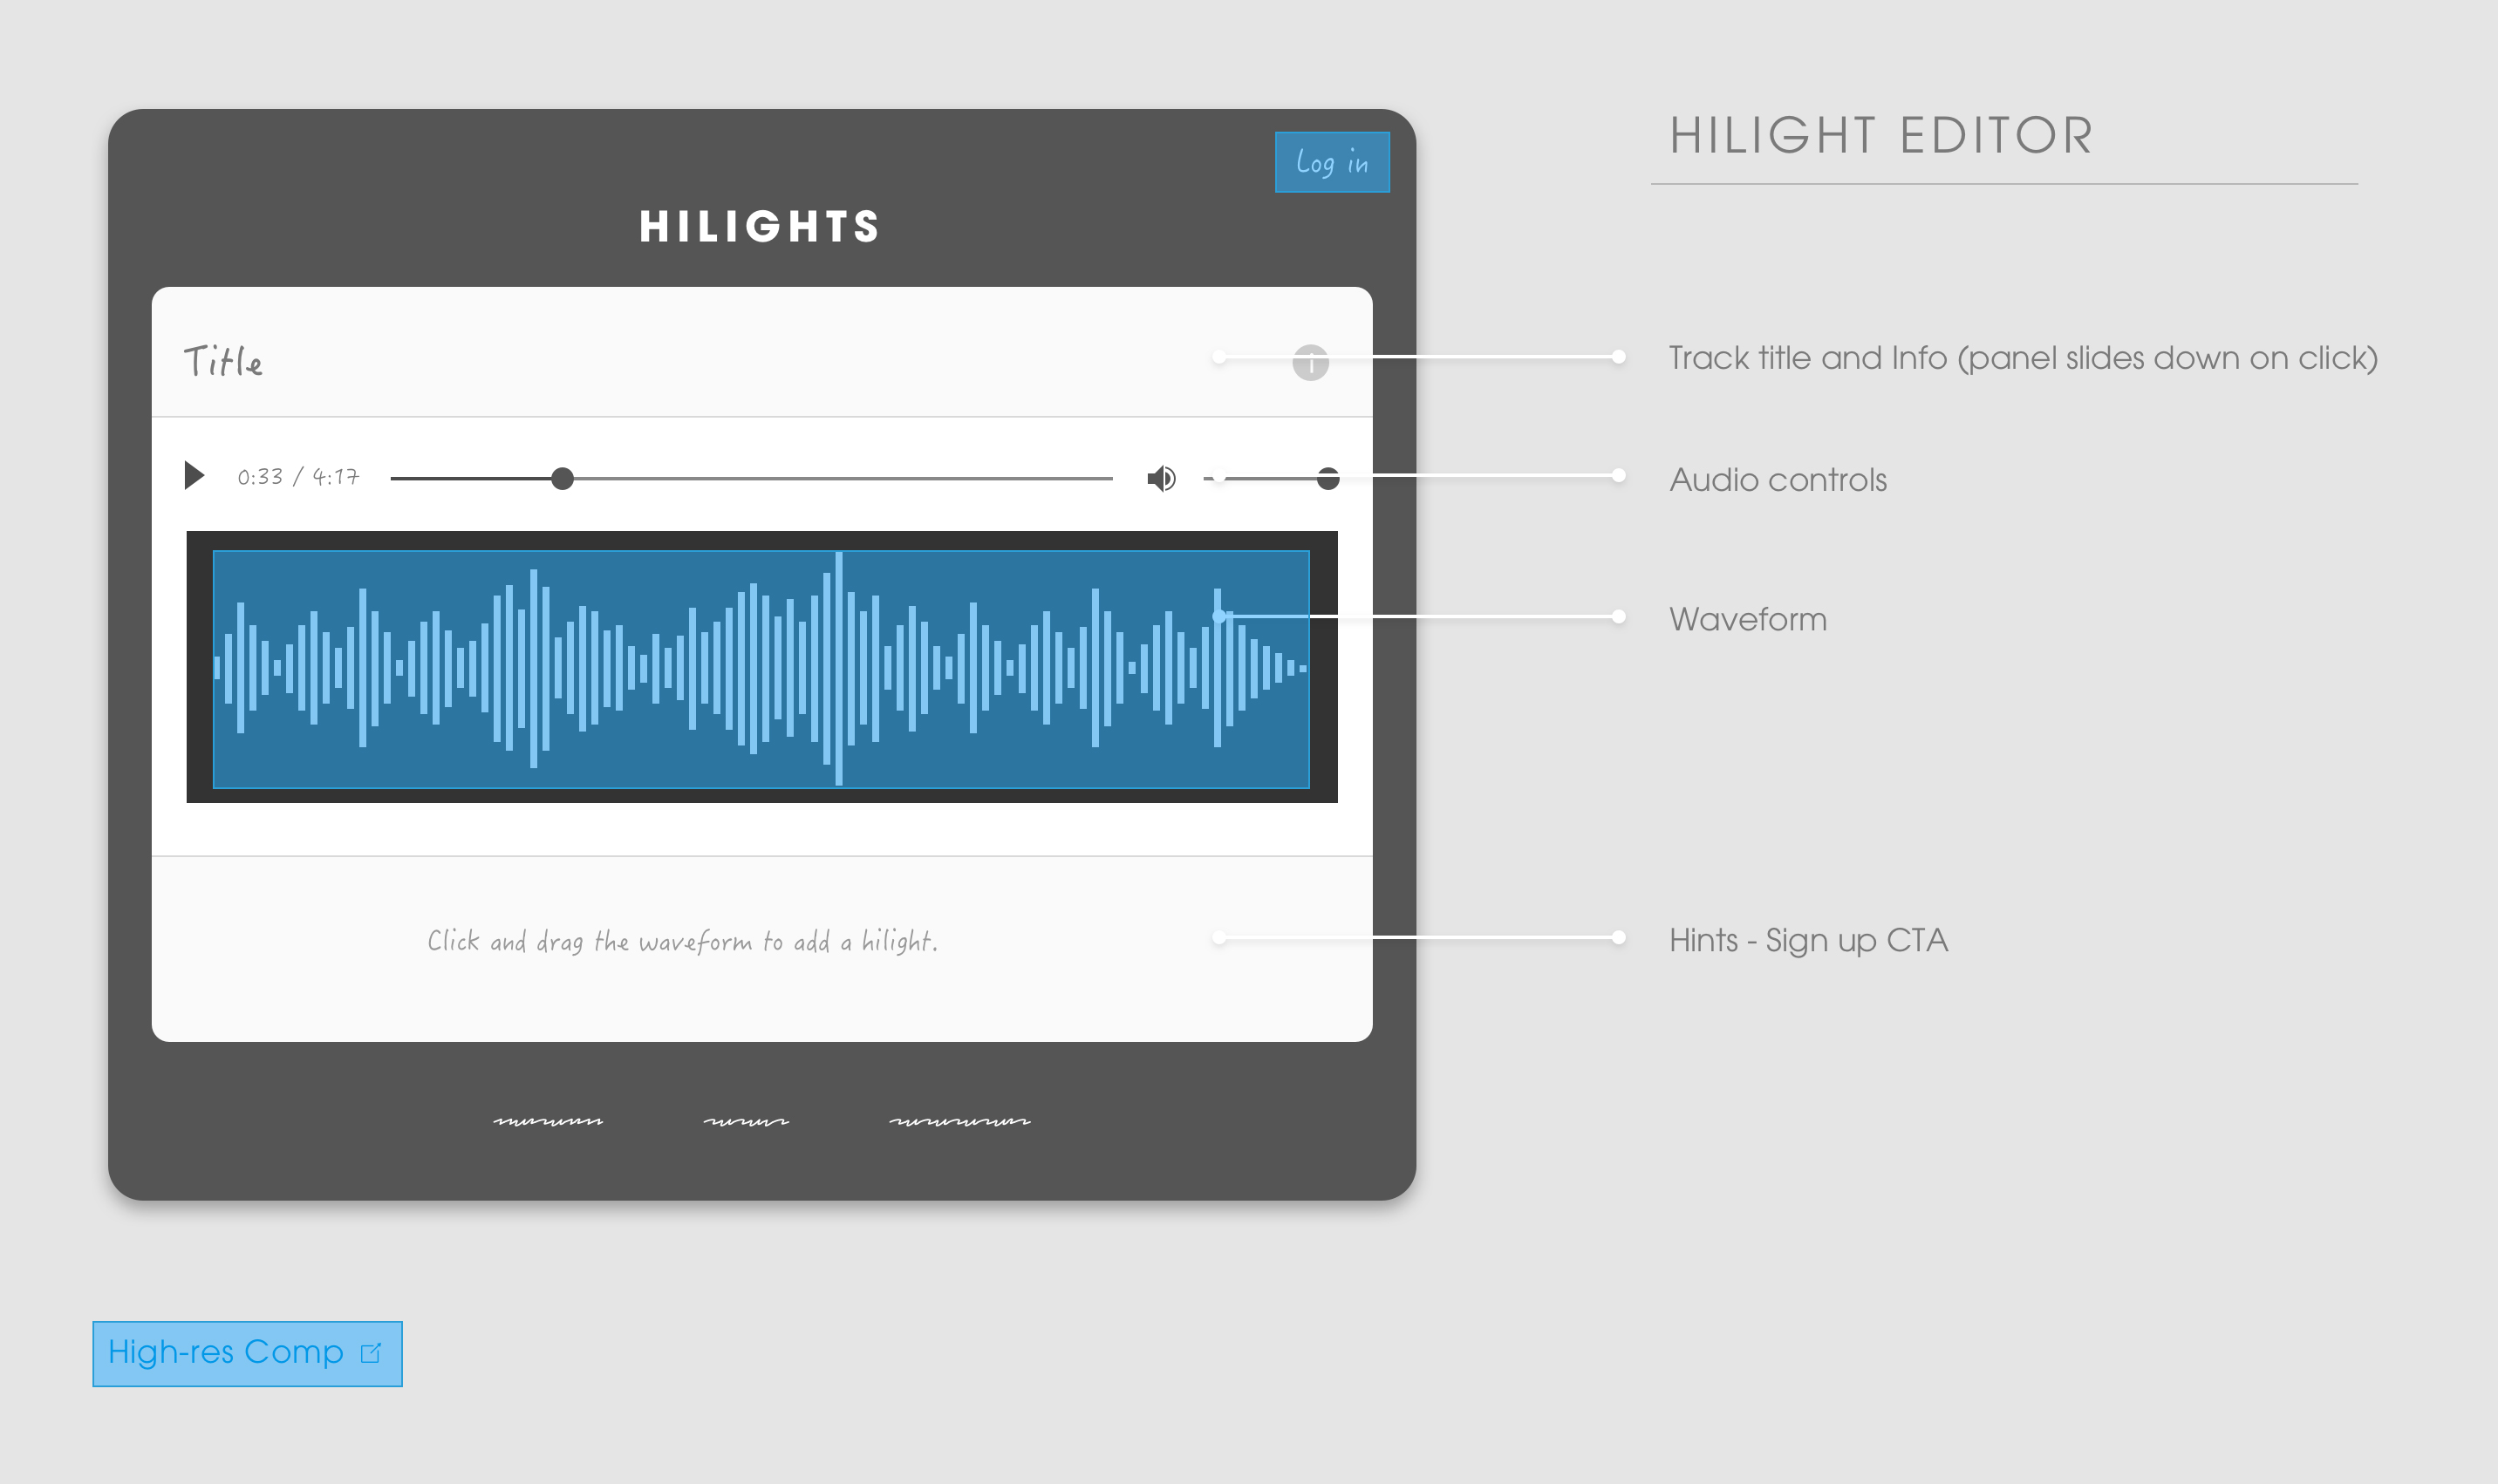 Log in
HILIGHTS
Title
i
0:33 / 4:17
Click and drag the waveform to add a hilight.
HILIGHT EDITOR
Track title and Info (panel slides down on click)
Audio controls
Waveform
Hints - Sign up CTA
High-res Comp